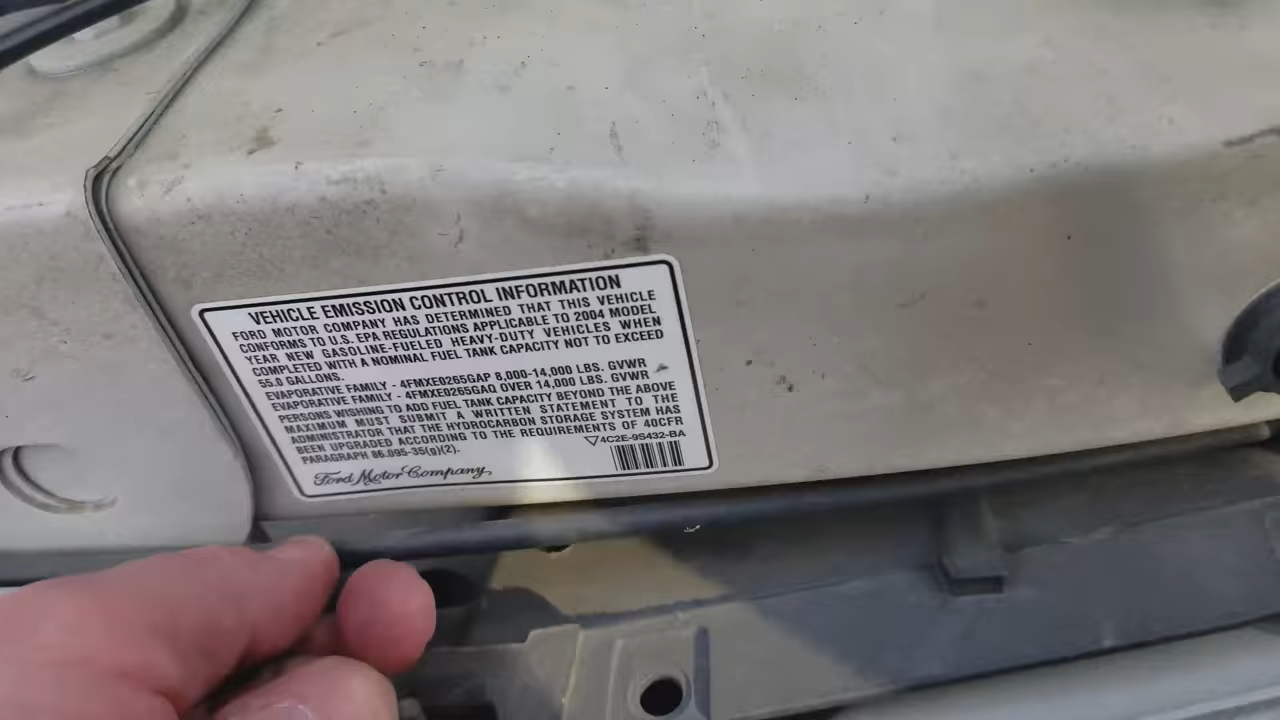 VEHICLE EMISSION CONTROL INFORMATION
FORD MOTOR COMPANY HAS DETERMINED THAT THIS VEHICLE
CONFORMS TO U.S. EPA REGULATIONS APPLICABLE TO 2004 MODEL
YEAR NEW GASOLINE-FUELED HEAVY-DUTY VEHICLES WHEN
COMPLETED WITH A NOMINAL FUEL TANK CAPACITY NOT TO EXCEED
55.0 GALLONS.
EVAPORATIVE FAMILY - 4FMXE0265GAP 8,000-14,000 LBS. GVWR
EVAPORATIVE FAMILY - 4FMXE0265GAQ OVER 14,000 LBS. GVWR
PERSONS WISHING TO ADD FUEL TANK CAPACITY BEYOND THE ABOVE
MAXIMUM MUST SUBMIT A WRITTEN STATEMENT TO THE
ADMINISTRATOR THAT THE HYDROCARBON STORAGE SYSTEM HAS
BEEN UPGRADED ACCORDING TO THE REQUIREMENTS OF 40CFR
PARAGRAPH 86.095-35(g)(2).
4C2E-9S432-BA
Ford Motor Company,